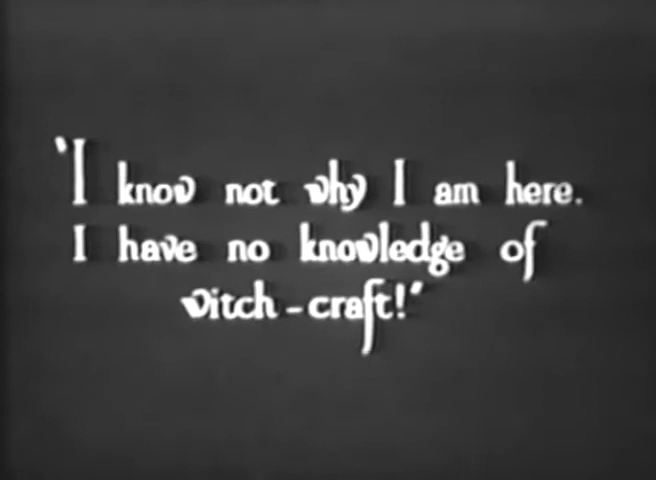 'I know not why I am here.
I have no knowledge of
witch-craft!'